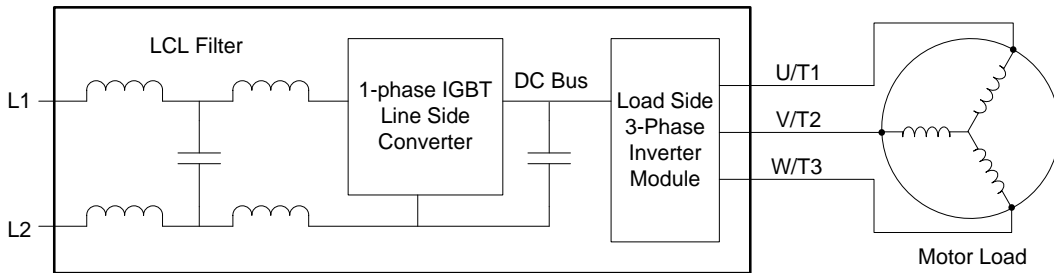 LCL Filter
L1
L2
1-phase IGBT
Line Side
Converter
DC Bus
Load Side
3-Phase
Inverter
Module
U/T1
V/T2
W/T3
Motor Load